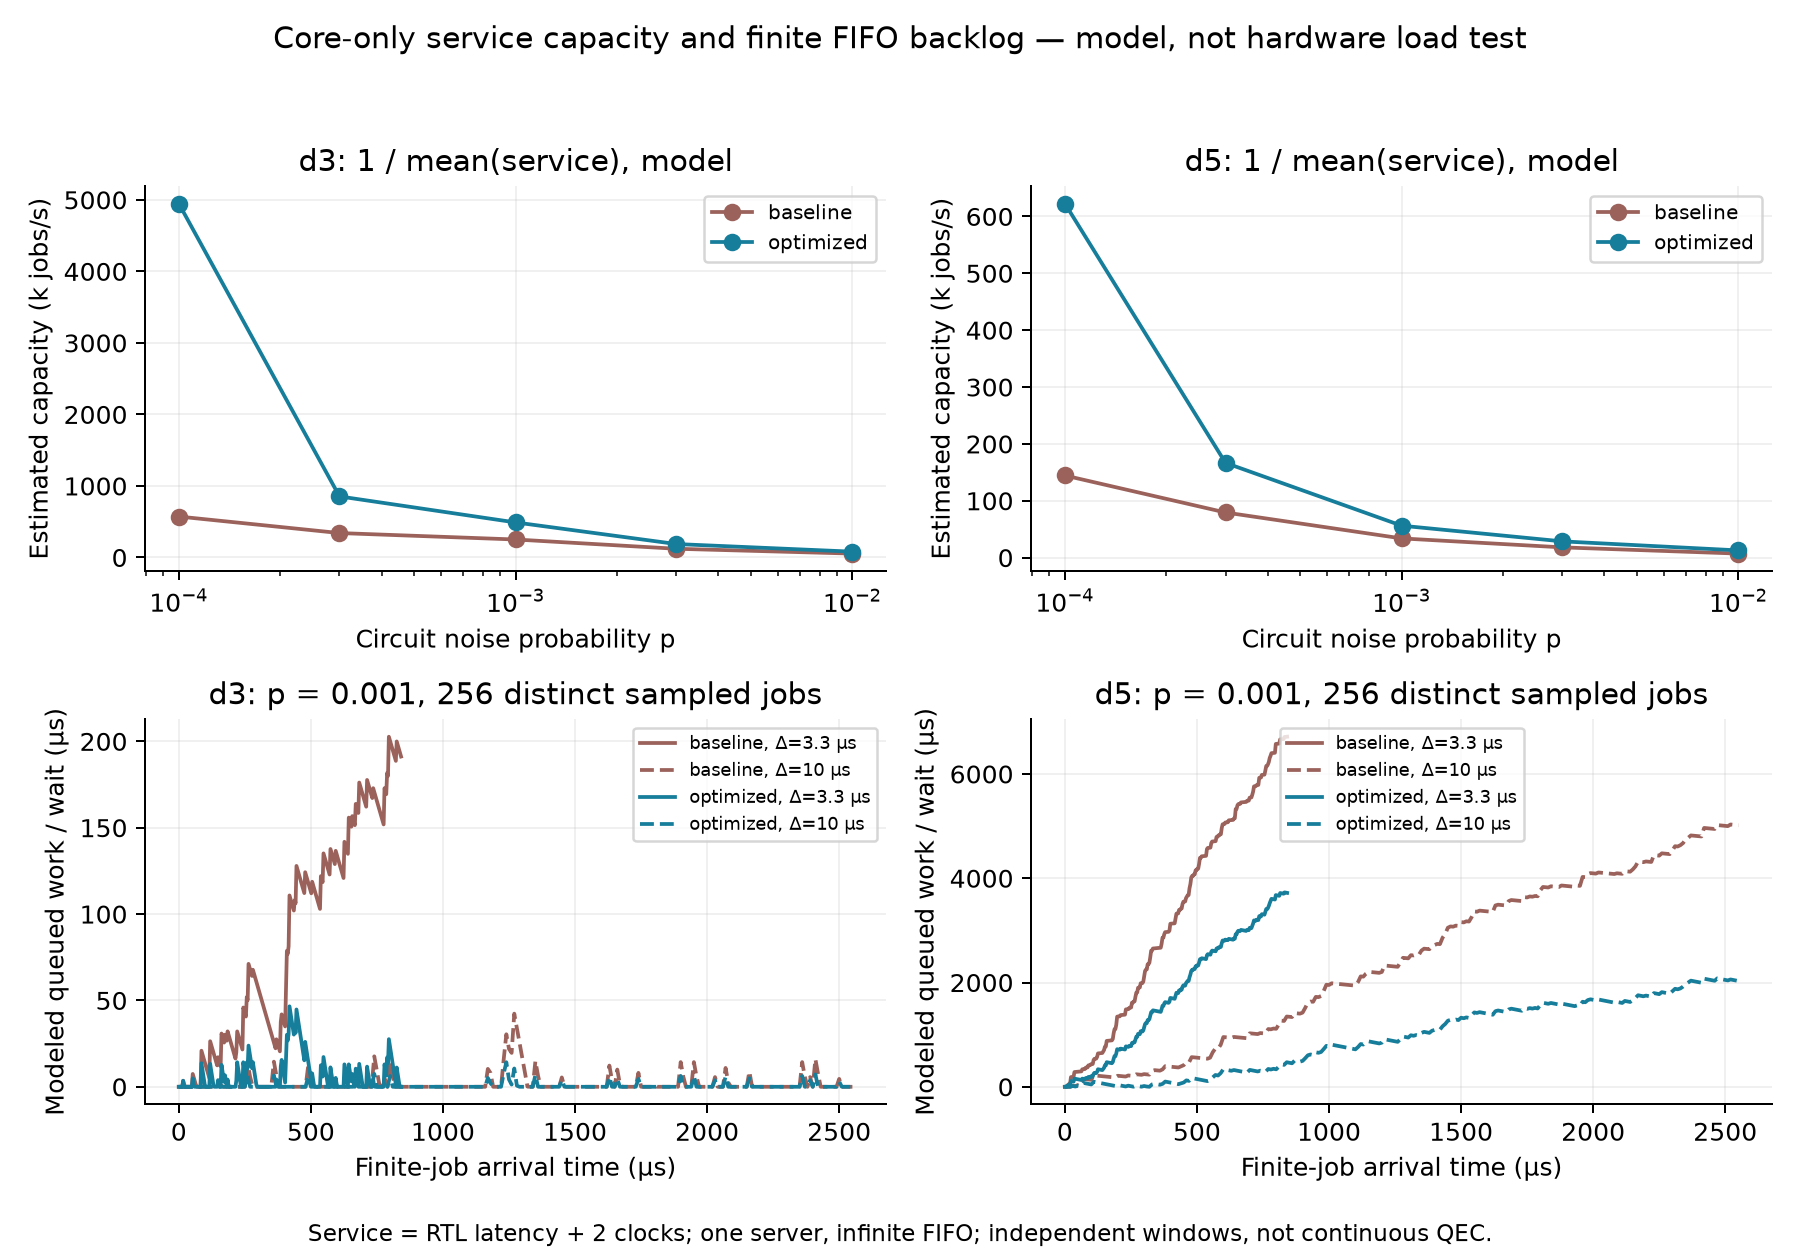 Core-only service capacity and finite FIFO backlog — model, not hardware load test
d3: 1 / mean(service), model
Estimated capacity (k jobs/s)
5000
4000
3000
2000
1000
0
baseline
optimized
10⁻⁴
10⁻³
10⁻²
Circuit noise probability p
d5: 1 / mean(service), model
Estimated capacity (k jobs/s)
600
500
400
300
200
100
0
baseline
optimized
10⁻⁴
10⁻³
10⁻²
Circuit noise probability p
d3: p = 0.001, 256 distinct sampled jobs
Modeled queued work / wait (µs)
200
150
100
50
0
baseline, Δ=3.3 µs
baseline, Δ=10 µs
optimized, Δ=3.3 µs
optimized, Δ=10 µs
0
500
1000
1500
2000
2500
Finite-job arrival time (µs)
d5: p = 0.001, 256 distinct sampled jobs
Modeled queued work / wait (µs)
6000
4000
2000
0
baseline, Δ=3.3 µs
baseline, Δ=10 µs
optimized, Δ=3.3 µs
optimized, Δ=10 µs
0
500
1000
1500
2000
2500
Finite-job arrival time (µs)
Service = RTL latency + 2 clocks; one server, infinite FIFO; independent windows, not continuous QEC.